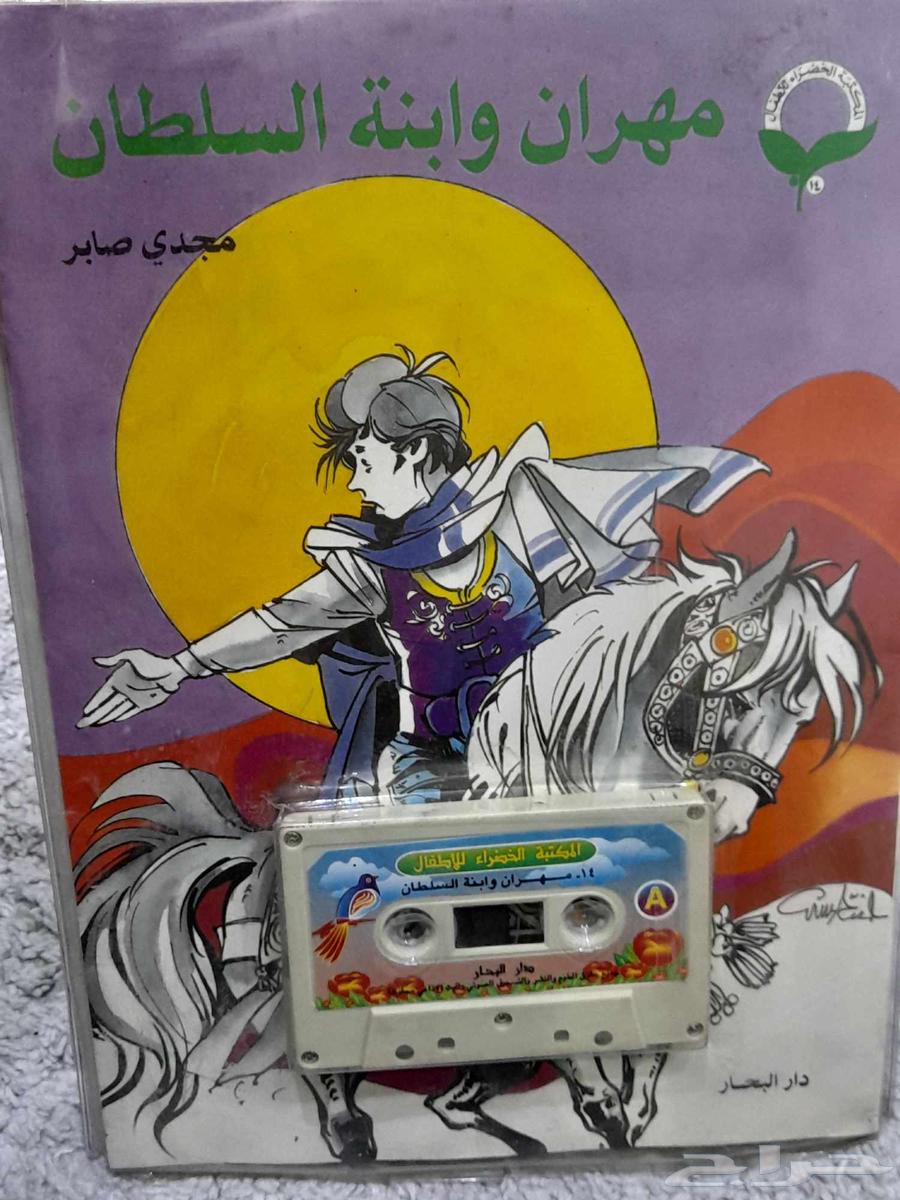 المكتبة الخضراء للأطفال
١٤
مهران وابنة السلطان
مجدي صابر
المكتبة الخضراء للأطفال
١٤- مهران وابنة السلطان
A
دار البحار
دار البحار
حراج